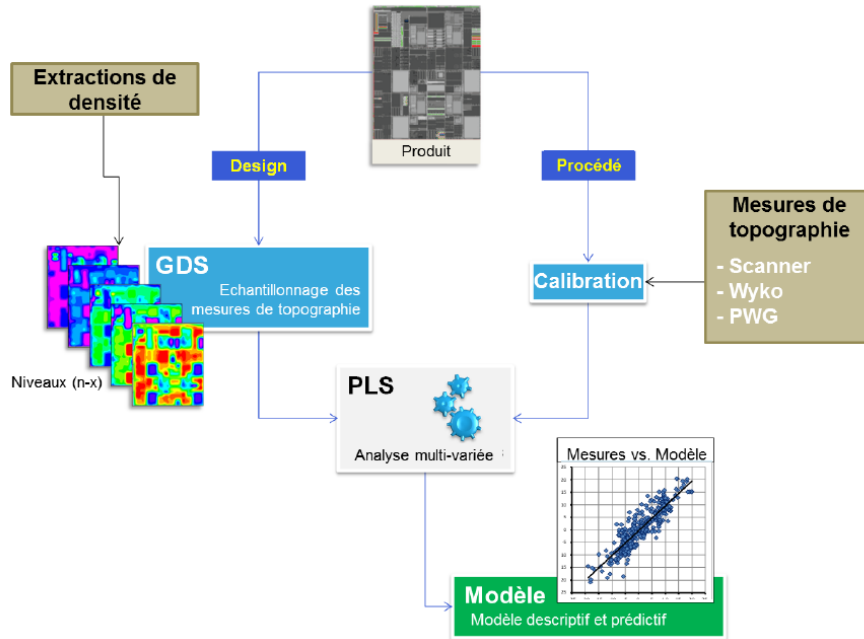 Extractions de
densité
Produit
Design
Procédé
Mesures de
topographie
- Scanner
- Wyko
- PWG
GDS
Echantillonnage des
mesures de topographie
Calibration
Niveaux (n-x)
PLS
Analyse multi-variée
Mesures vs. Modèle
Modèle
Modèle descriptif et prédictif